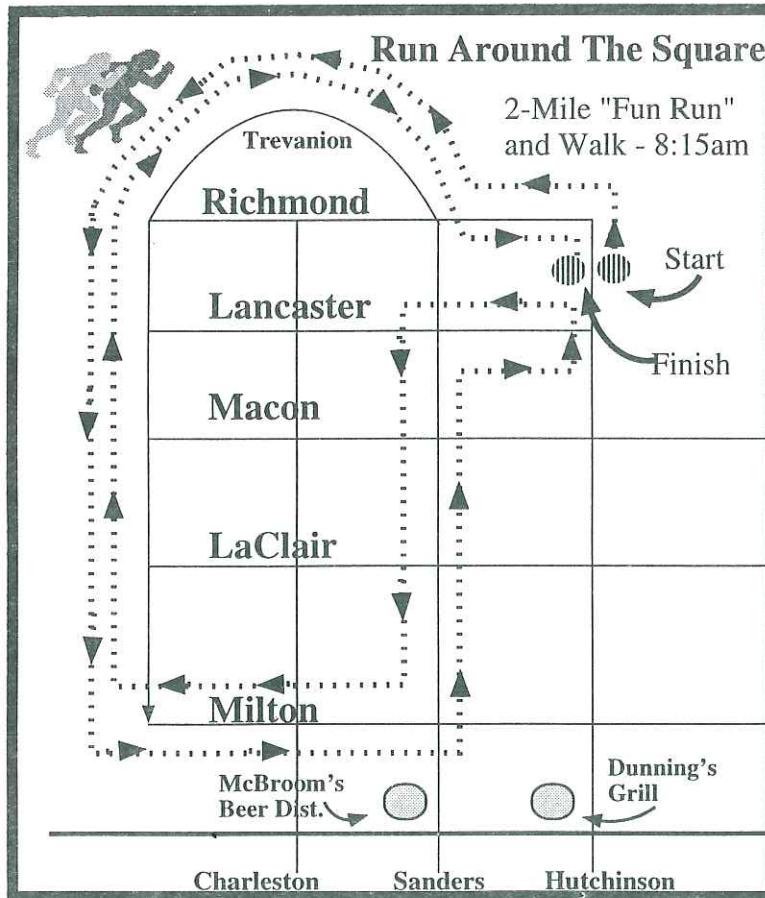 Run Around The Square
2-Mile "Fun Run"
and Walk - 8:15am
Trevanion
Richmond
Start
Lancaster
Finish
Macon
LaClair
Milton
McBroom's
Beer Dist.
Dunning's
Grill
Charleston
Sanders
Hutchinson